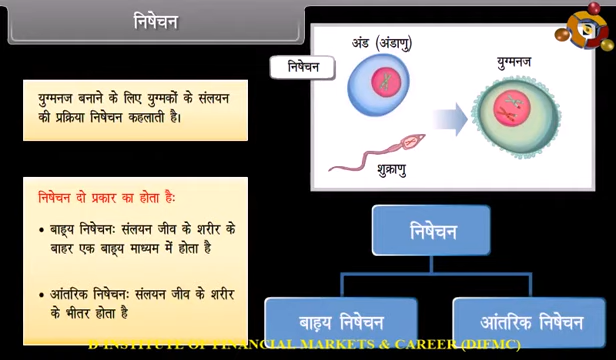 निषेचन
अंड (अंडाणु)
निषेचन
युग्मनज
शुक्राणु
युग्मनज बनाने के लिए युग्मकों के संलयन
की प्रक्रिया निषेचन कहलाती है।
निषेचन दो प्रकार का होता हैः
• बाह्य निषेचनः संलयन जीव के शरीर के
बाहर एक बाह्य माध्यम में होता है
• आंतरिक निषेचनः संलयन जीव के शरीर
के भीतर होता है
निषेचन
बाह्य निषेचन
आंतरिक निषेचन
D-INSTITUTE OF FINANCIAL MARKETS & CAREER (DIFMC)